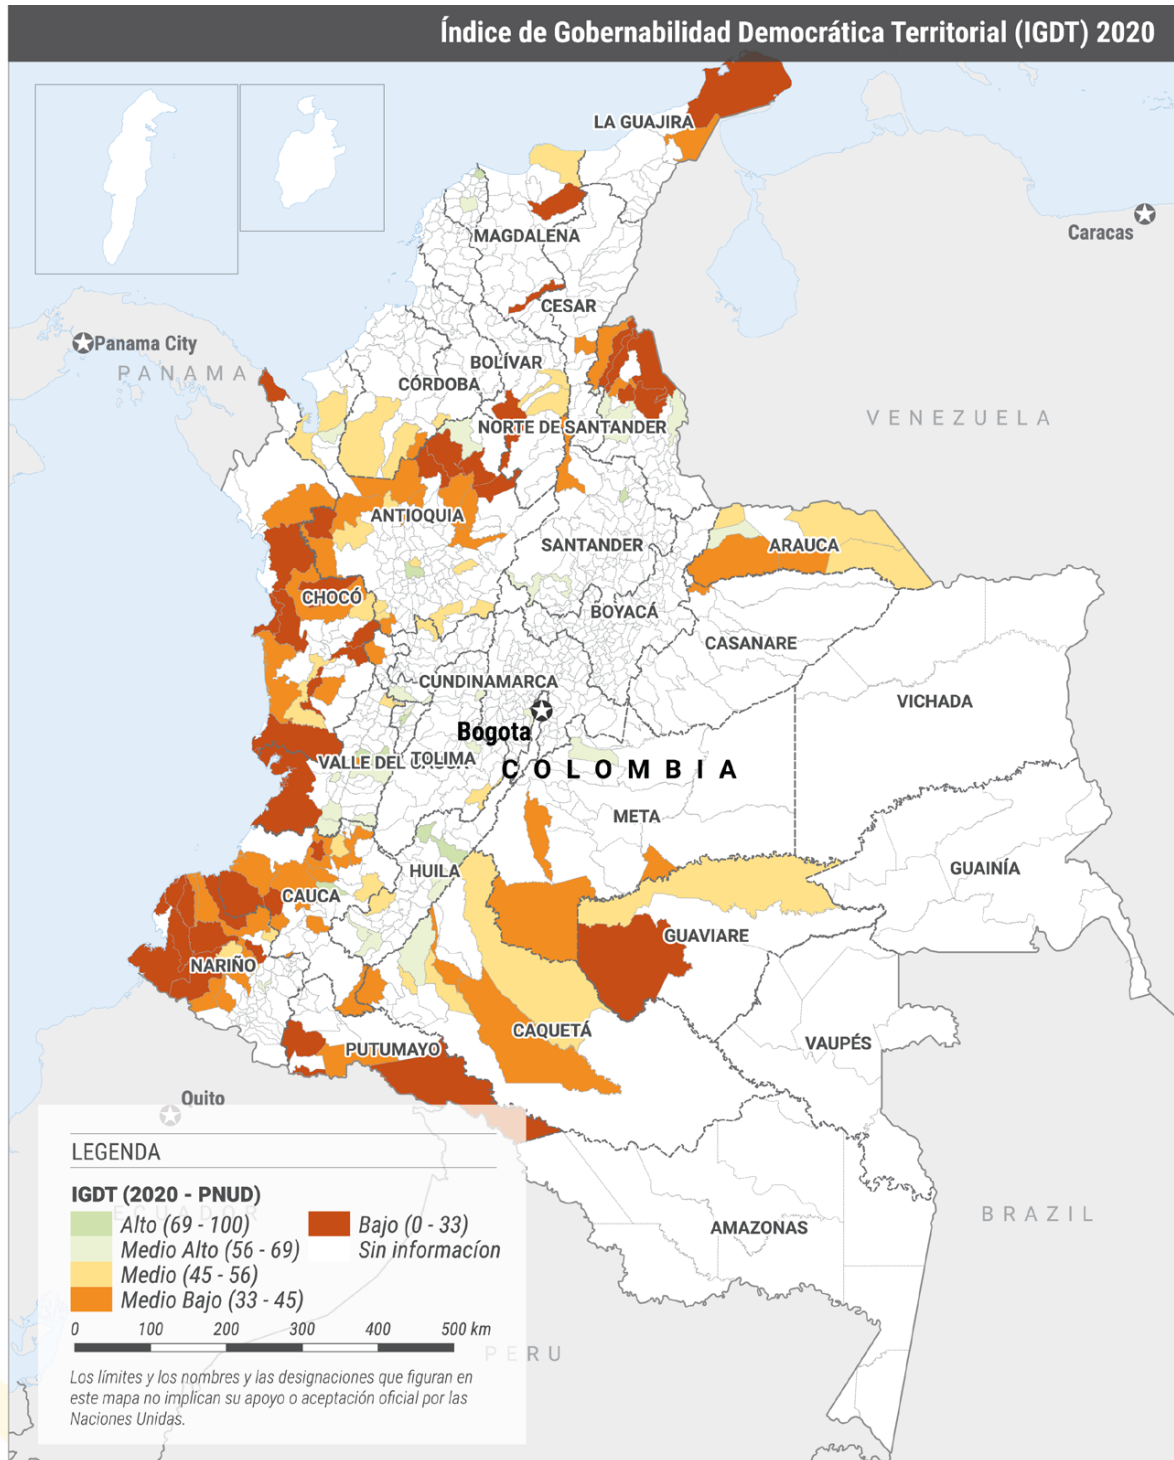 Índice de Gobernabilidad Democrática Territorial (IGDT) 2020
LA GUAJIRA
Caracas
MAGDALENA
CESAR
Panama City
PANAMA
BOLÍVAR
CÓRDOBA
VENEZUELA
NORTE DE SANTANDER
ANTIOQUIA
SANTANDER
ARAUCA
CHOCÓ
BOYACÁ
CASANARE
CUNDINAMARCA
VICHADA
Bogota
VALLE DEL CAUCA
TOLIMA
COLOMBIA
META
HUILA
GUAINÍA
CAUCA
GUAVIARE
NARIÑO
CAQUETÁ
VAUPÉS
PUTUMAYO
Quito
ECUADOR
AMAZONAS
BRAZIL
PERU
LEGENDA
IGDT (2020 - PNUD)
Alto (69 - 100)
Medio Alto (56 - 69)
Medio (45 - 56)
Medio Bajo (33 - 45)
Bajo (0 - 33)
Sin informacíon
0 100 200 300 400 500 km
Los límites y los nombres y las designaciones que figuran en
este mapa no implican su apoyo o aceptación oficial por las
Naciones Unidas.